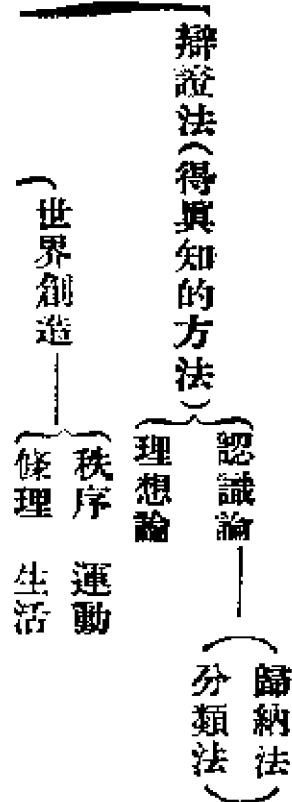 辯證法(得眞知的方法)
認識論
歸納法
分類法
理想論
世界創造
秩序 運動
條理 生活